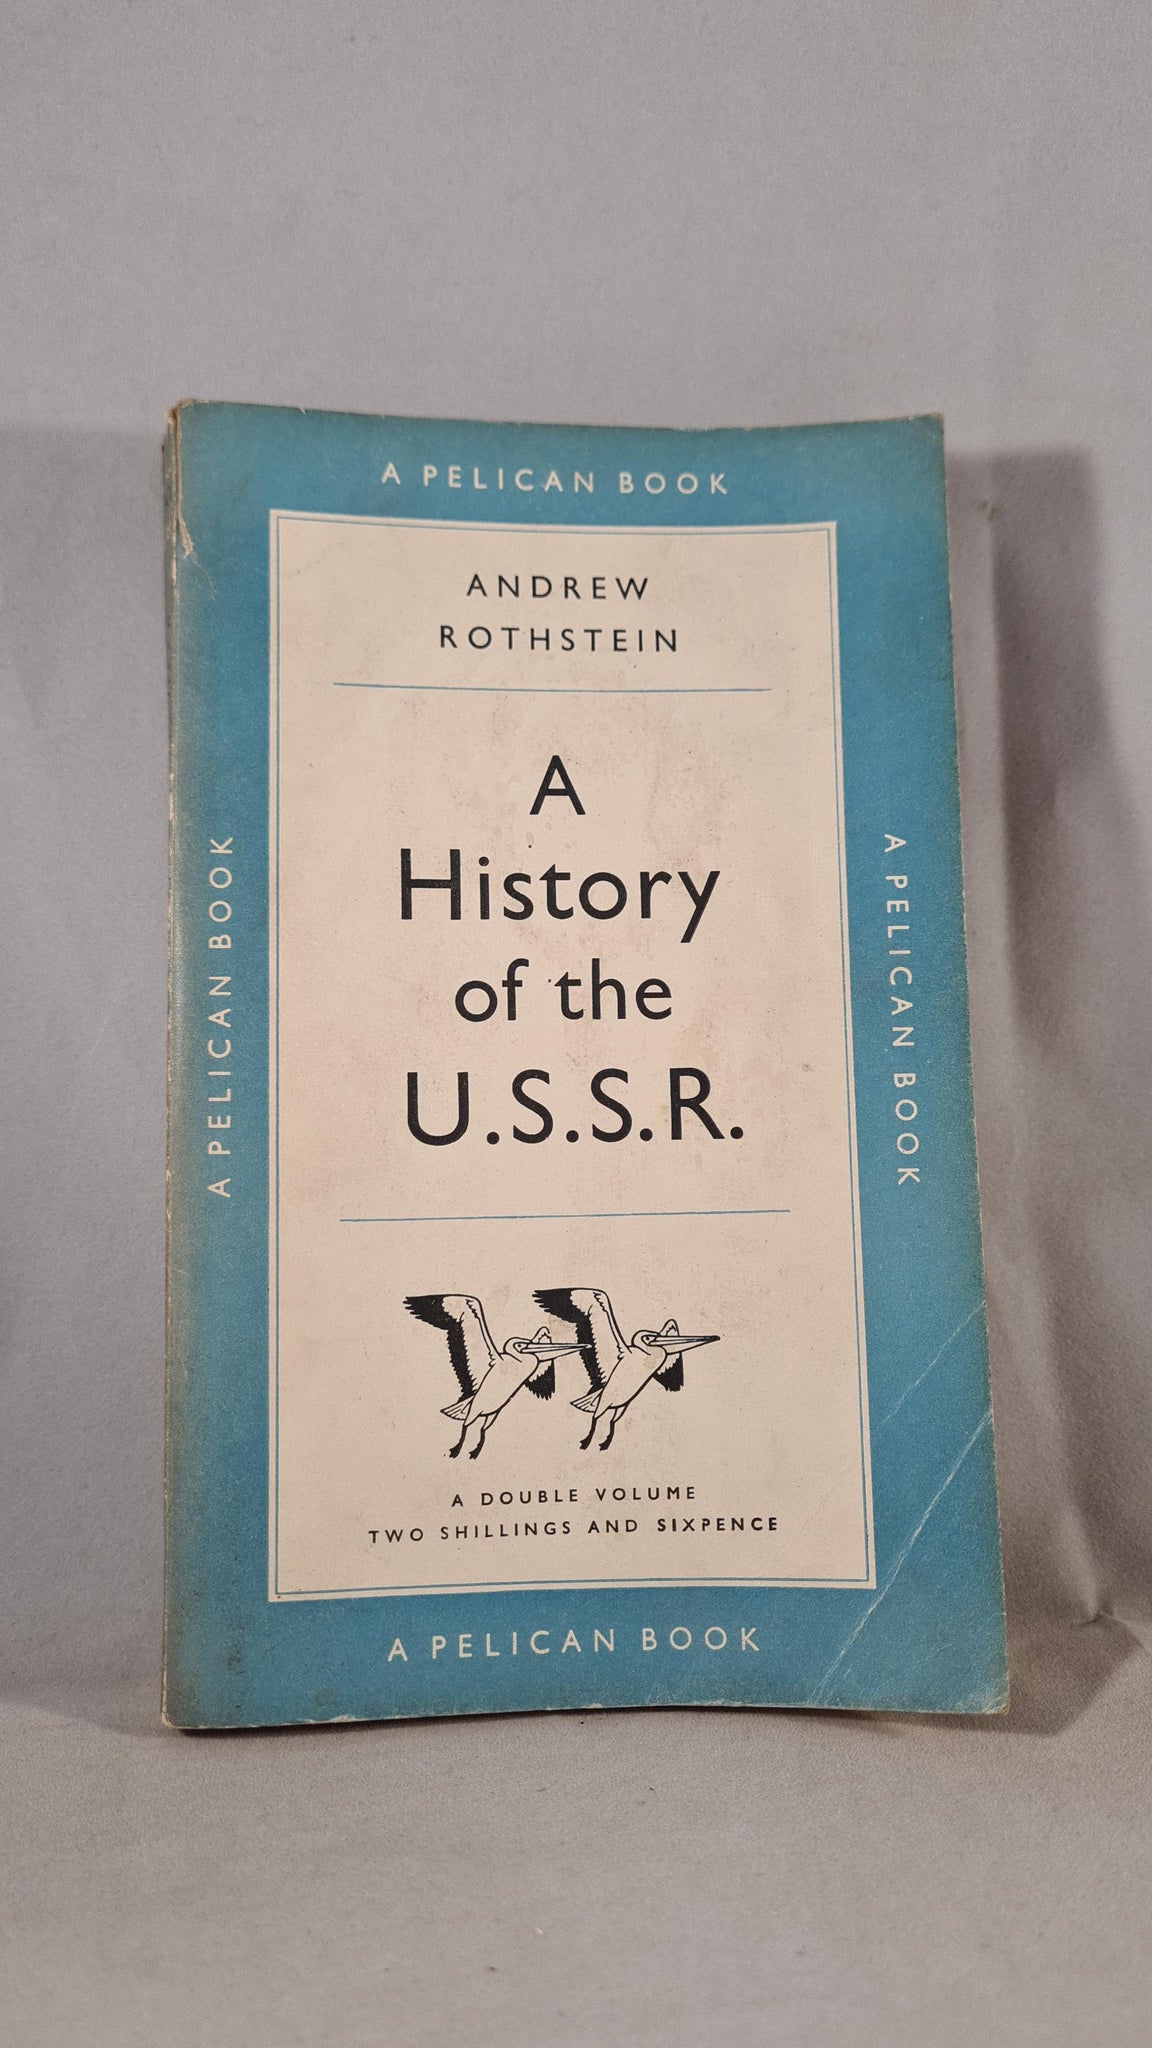 A PELICAN BOOK
ANDREW
ROTHSTEIN
A
History
of the
U.S.S.R.
A DOUBLE VOLUME
TWO SHILLINGS AND SIXPENCE
A PELICAN BOOK
A PELICAN BOOK
A PELICAN BOOK